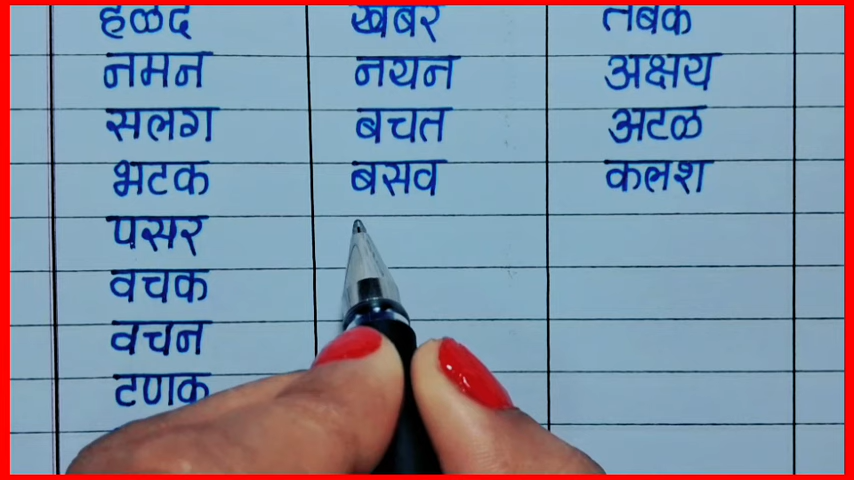 हळद खबर तबक
नमन नयन अक्षय
सलग बचत अटळ
भटक बसव कलश
पसर
वचक
वचन
टणक